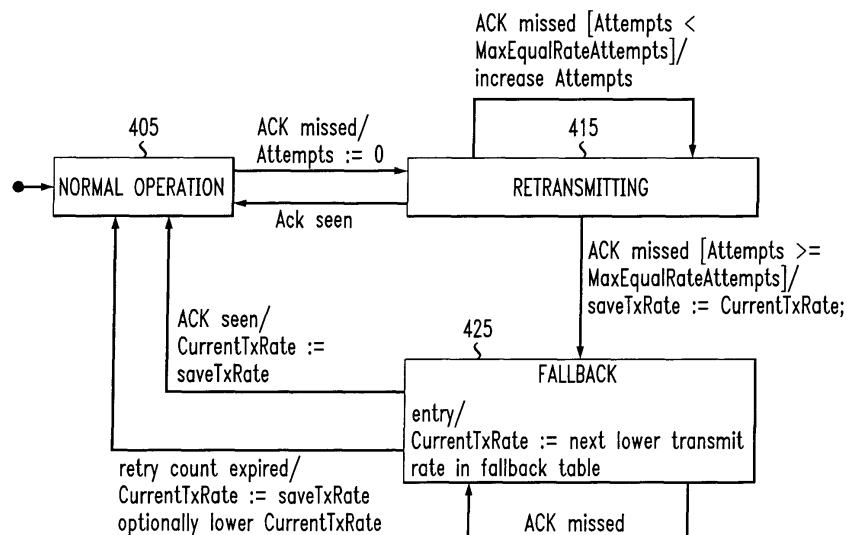 ACK missed [Attempts <
MaxEqualRateAttempts]/
increase Attempts
405
ACK missed/
Attempts := 0
415
NORMAL OPERATION
RETRANSMITTING
Ack seen
ACK missed [Attempts >=
MaxEqualRateAttempts]/
saveTxRate := CurrentTxRate;
ACK seen/
CurrentTxRate :=
saveTxRate
425
FALLBACK
entry/
CurrentTxRate := next lower transmit
rate in fallback table
retry count expired/
CurrentTxRate := saveTxRate
optionally lower CurrentTxRate
ACK missed